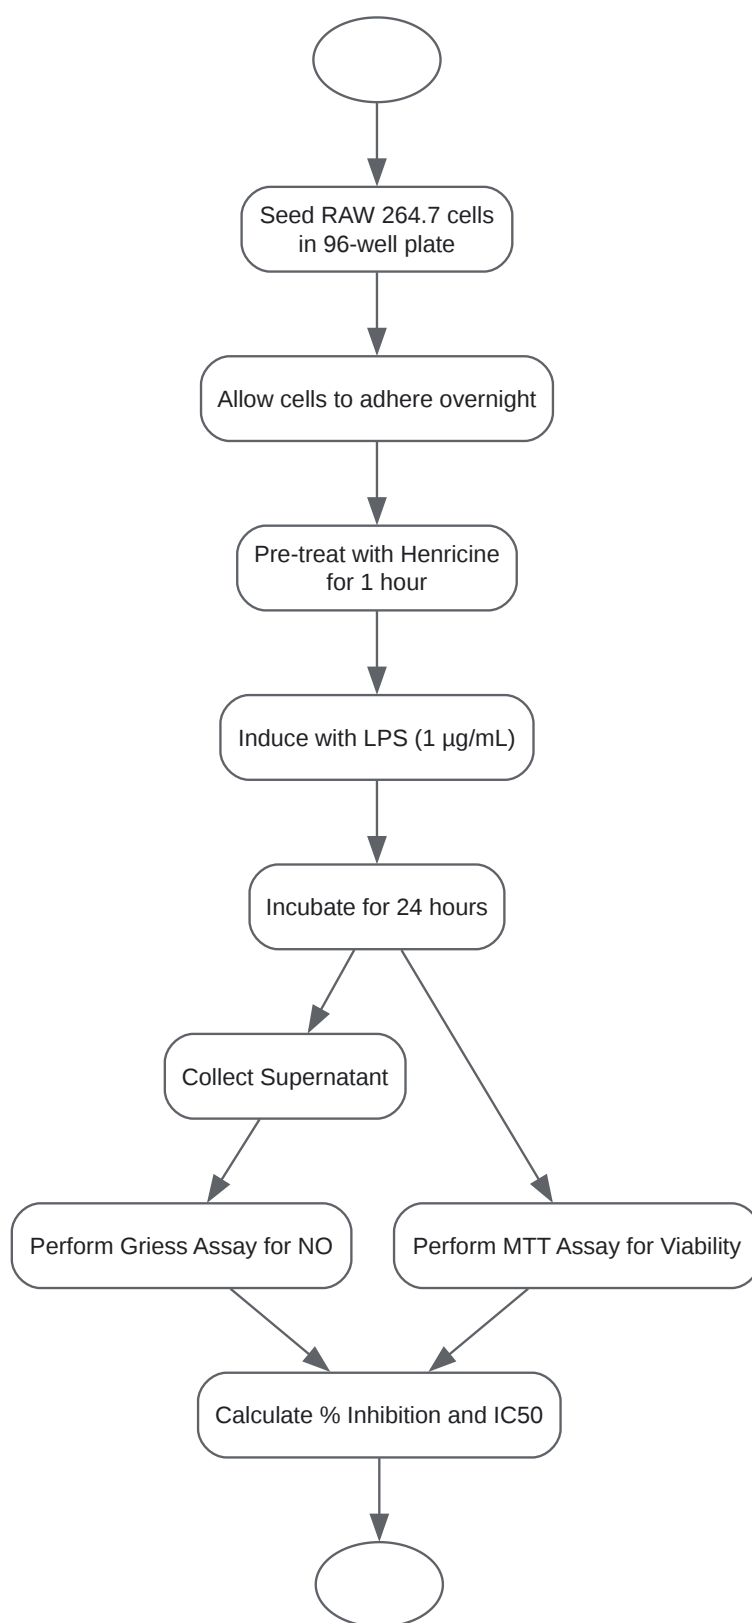 Seed RAW 264.7 cells
in 96-well plate
Allow cells to adhere overnight
Pre-treat with Henricine
for 1 hour
Induce with LPS (1 µg/mL)
Incubate for 24 hours
Collect Supernatant
Perform Griess Assay for NO
Perform MTT Assay for Viability
Calculate % Inhibition and IC50